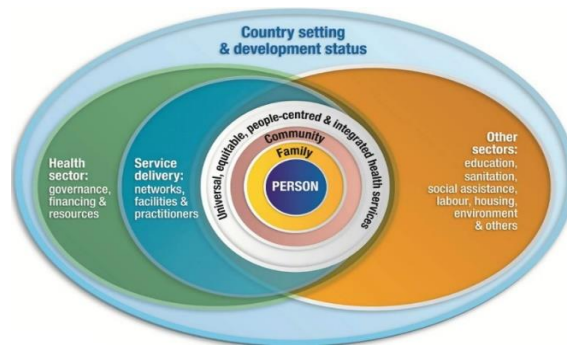 Country setting
& development status
Health
sector:
governance,
financing &
resources
Service
delivery:
networks,
facilities &
practitioners
Universal, equitable, people-centred & integrated health services
Community
Family
PERSON
Other
sectors:
education,
sanitation,
social assistance,
labour, housing,
environment
& others